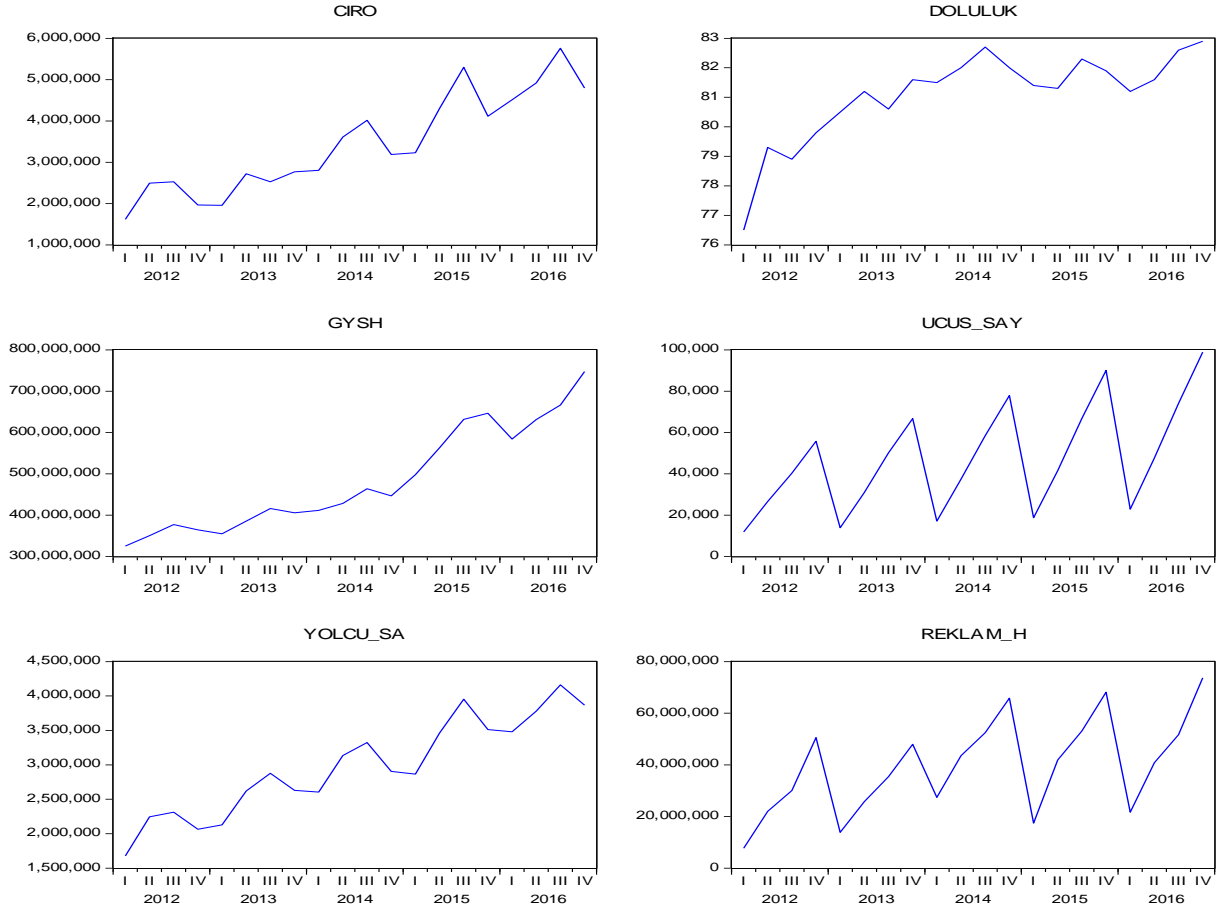 CIRO
6,000,000
5,000,000
4,000,000
3,000,000
2,000,000
1,000,000
I II III IV I II III IV I II III IV I II III IV I II III IV
2012 2013 2014 2015 2016
DOLULUK
83
82
81
80
79
78
77
76
I II III IV I II III IV I II III IV I II III IV I II III IV
2012 2013 2014 2015 2016
GYSH
800,000,000
700,000,000
600,000,000
500,000,000
400,000,000
300,000,000
I II III IV I II III IV I II III IV I II III IV I II III IV
2012 2013 2014 2015 2016
UCUS_SAY
100,000
80,000
60,000
40,000
20,000
0
I II III IV I II III IV I II III IV I II III IV I II III IV
2012 2013 2014 2015 2016
YOLCU_SA
4,500,000
4,000,000
3,500,000
3,000,000
2,500,000
2,000,000
1,500,000
I II III IV I II III IV I II III IV I II III IV I II III IV
2012 2013 2014 2015 2016
REKLAM_H
80,000,000
60,000,000
40,000,000
20,000,000
0
I II III IV I II III IV I II III IV I II III IV I II III IV
2012 2013 2014 2015 2016